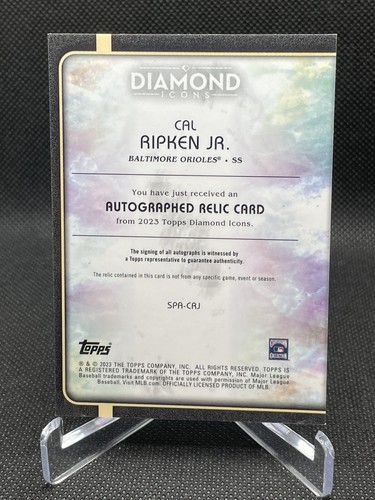 DIAMOND
ICONS
CAL
RIPKEN JR.
BALTIMORE ORIOLES® • SS
You have just received an
AUTOGRAPHED RELIC CARD
from 2023 Topps Diamond Icons.
The signing of all autographs is witnessed by
a Topps representative to guarantee authenticity.
The relic contained in this card is not from any specific game, event or season.
SPA-CRJ
Topps
® & © 2023 THE TOPPS COMPANY, INC. ALL RIGHTS RESERVED. TOPPS IS
A REGISTERED TRADEMARK OF THE TOPPS COMPANY, INC. Major League
Baseball trademarks and copyrights are used with permission of Major League
Baseball. Visit MLB.com. OFFICIALLY LICENSED PRODUCT OF MLB.